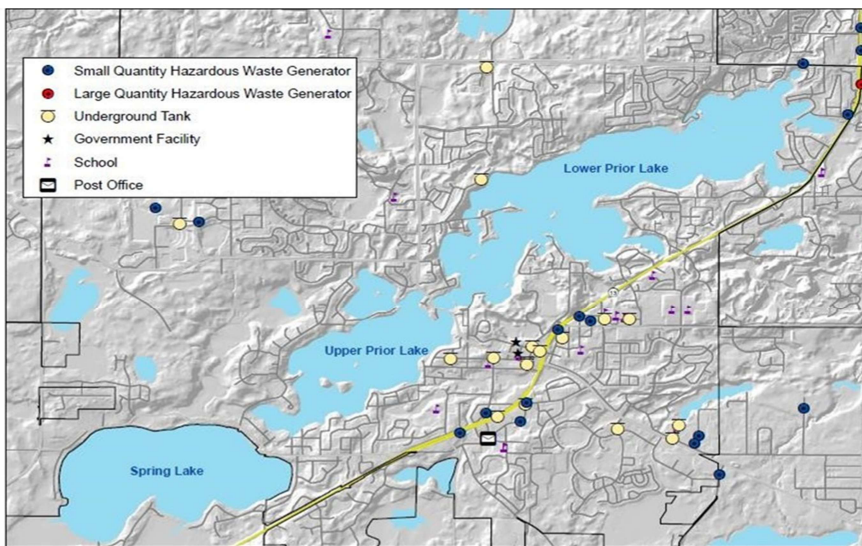 Small Quantity Hazardous Waste Generator
Large Quantity Hazardous Waste Generator
Underground Tank
Government Facility
School
Post Office
Lower Prior Lake
Upper Prior Lake
Spring Lake